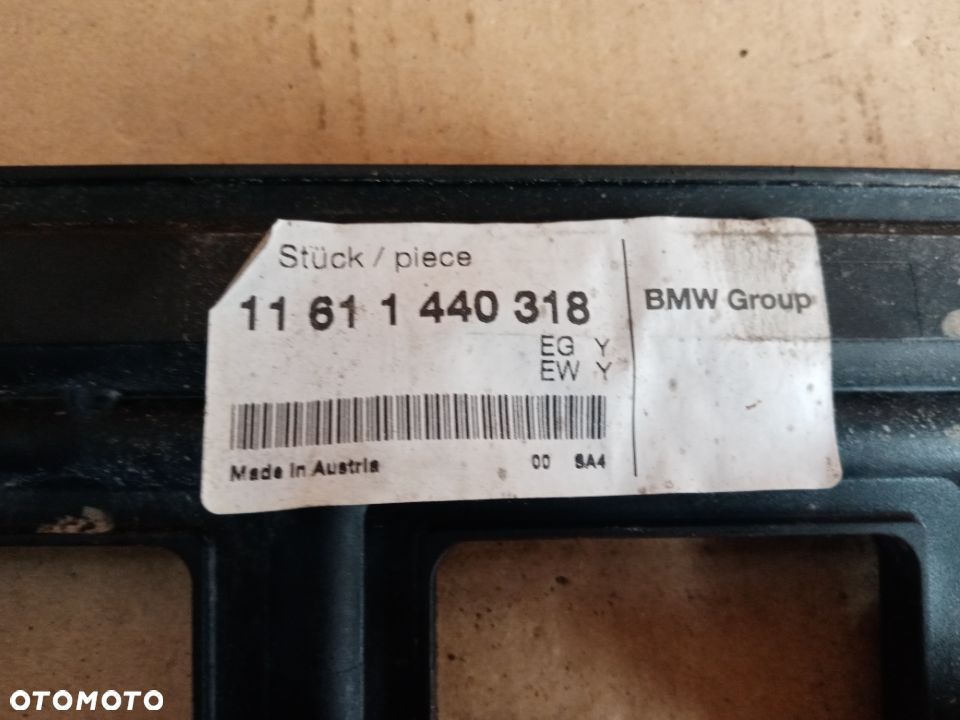 Stück / piece
11 61 1 440 318
BMW Group
EG Y
EW Y
Made in Austria
00 SA4
OTOMOTO